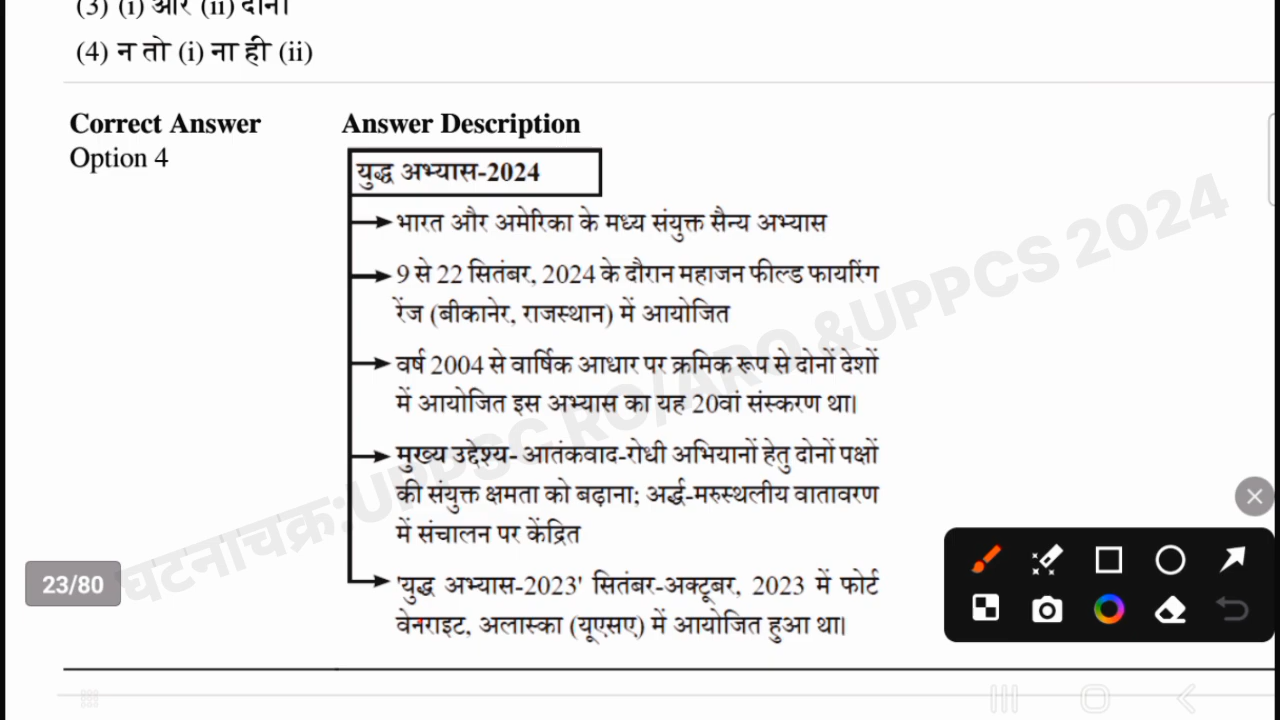 (3) (i) और (ii) दोनों
(4) न तो (i) ना ही (ii)
Correct Answer
Answer Description
Option 4
युद्ध अभ्यास-2024
भारत और अमेरिका के मध्य संयुक्त सैन्य अभ्यास
9 से 22 सितंबर, 2024 के दौरान महाजन फील्ड फायरिंग
रेंज (बीकानेर, राजस्थान) में आयोजित
वर्ष 2004 से वार्षिक आधार पर क्रमिक रूप से दोनों देशों
में आयोजित इस अभ्यास का यह 20वां संस्करण था।
मुख्य उद्देश्य- आतंकवाद-रोधी अभियानों हेतु दोनों पक्षों
की संयुक्त क्षमता को बढ़ाना; अर्द्ध-मरुस्थलीय वातावरण
में संचालन पर केंद्रित
'युद्ध अभ्यास-2023' सितंबर-अक्टूबर, 2023 में फोर्ट
वेनराइट, अलास्का (यूएसए) में आयोजित हुआ था।
घटनाचक्र:UPPSC RO/ARO &UPPCS 2024
23/80